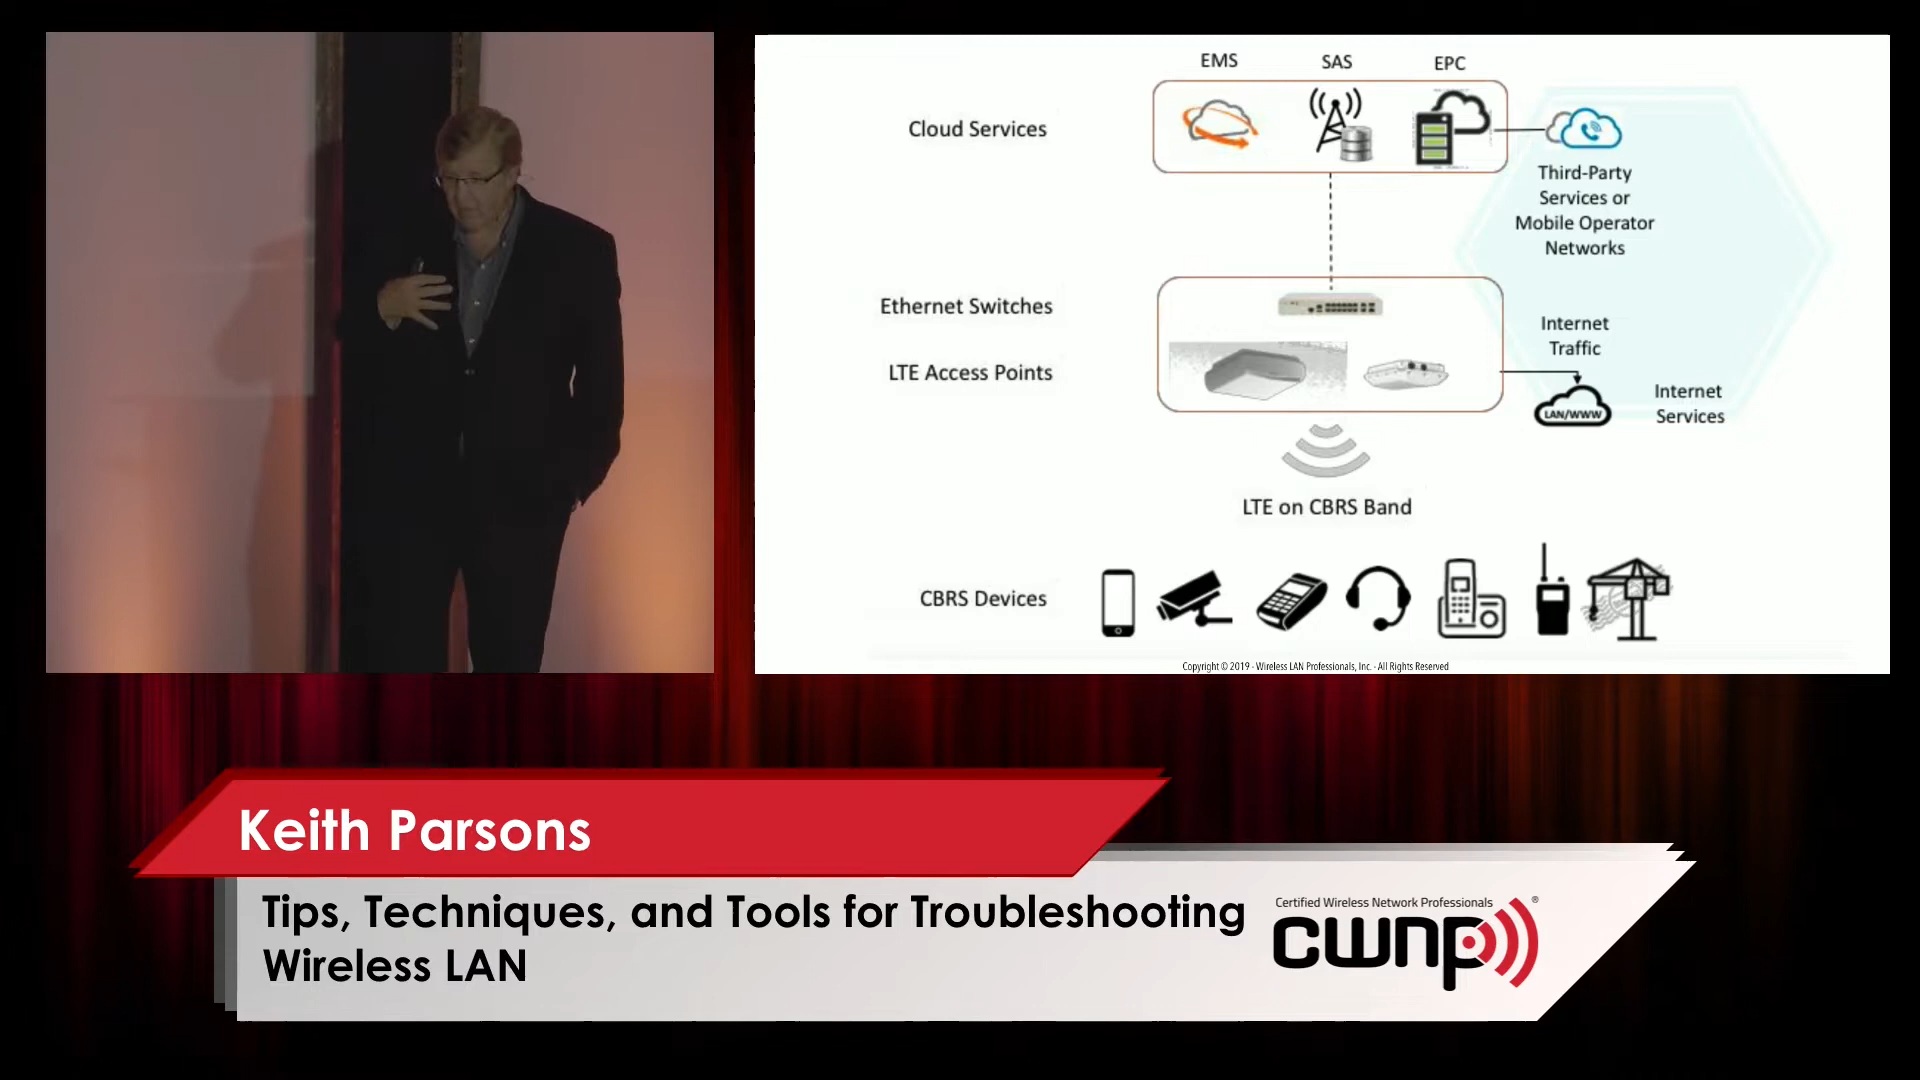 EMS
SAS
EPC
Cloud Services
Third-Party
Services or
Mobile Operator
Networks
Ethernet Switches
Internet
Traffic
LTE Access Points
LAN/WWW
Internet
Services
LTE on CBRS Band
CBRS Devices
Copyright © 2019 - Wireless LAN Professionals, Inc. - All Rights Reserved
Keith Parsons
Tips, Techniques, and Tools for Troubleshooting
Wireless LAN
Certified Wireless Network Professionals ®
cwnp